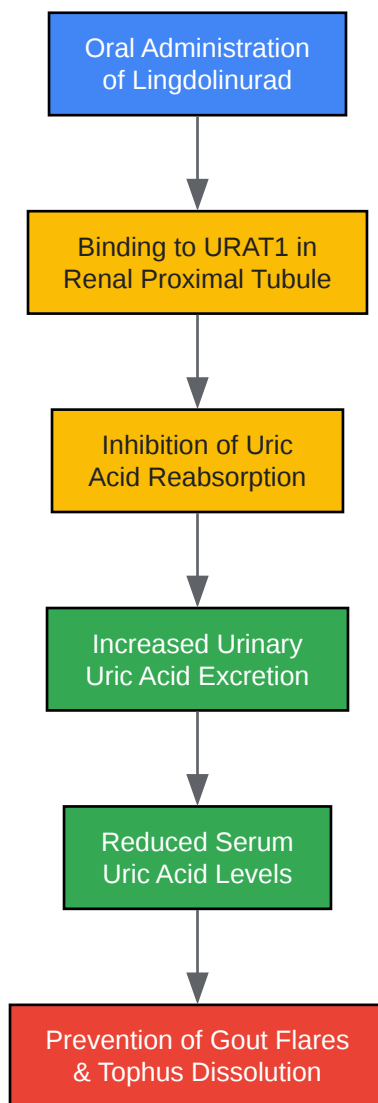 Oral Administration
of Lingdolinurad
Binding to URAT1 in
Renal Proximal Tubule
Inhibition of Uric
Acid Reabsorption
Increased Urinary
Uric Acid Excretion
Reduced Serum
Uric Acid Levels
Prevention of Gout Flares
& Tophus Dissolution